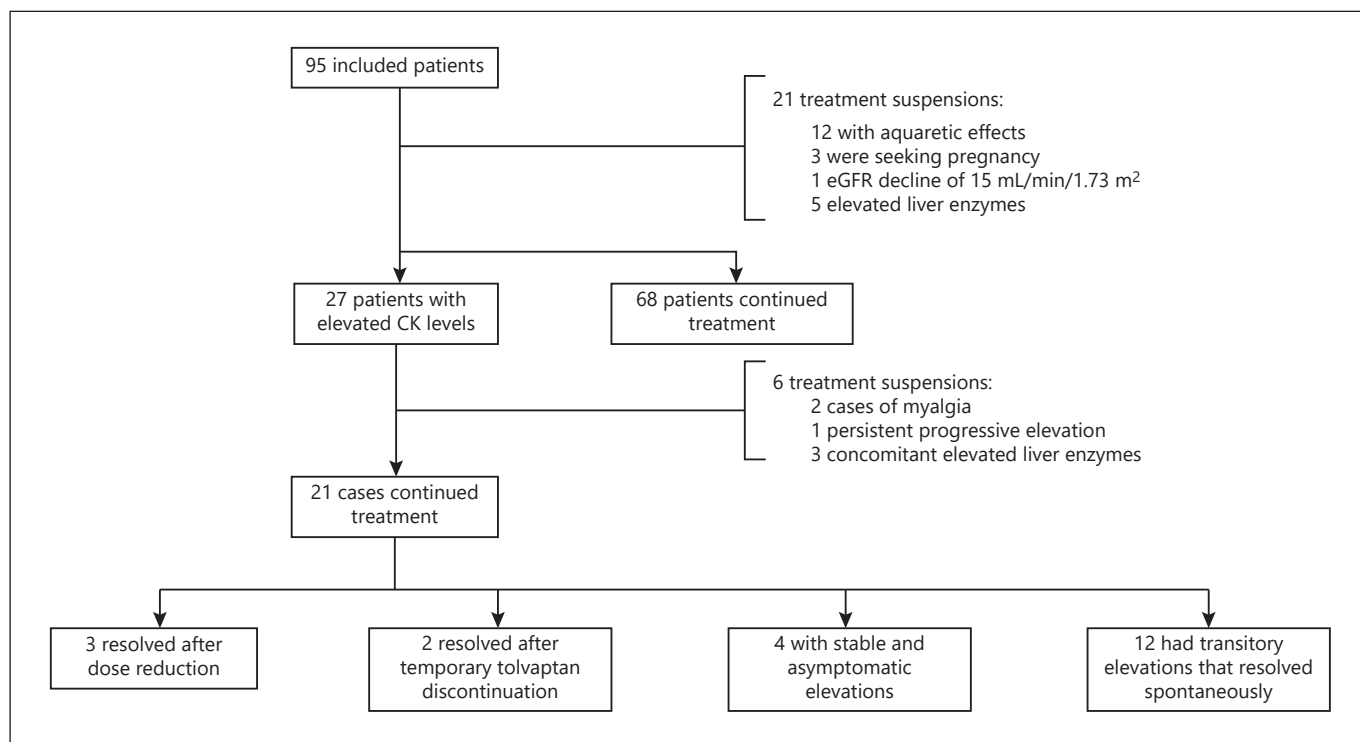 95 included patients
21 treatment suspensions:
12 with aquaretic effects
3 were seeking pregnancy
1 eGFR decline of 15 mL/min/1.73 m²
5 elevated liver enzymes
27 patients with
elevated CK levels
68 patients continued
treatment
6 treatment suspensions:
2 cases of myalgia
1 persistent progressive elevation
3 concomitant elevated liver enzymes
21 cases continued
treatment
3 resolved after
dose reduction
2 resolved after
temporary tolvaptan
discontinuation
4 with stable and
asymptomatic
elevations
12 had transitory
elevations that resolved
spontaneously